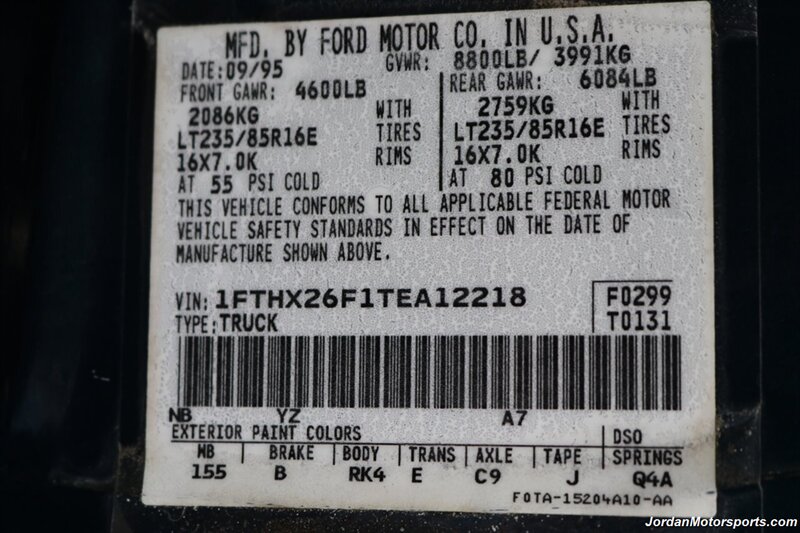 MFD. BY FORD MOTOR CO. IN U.S.A.
DATE: 09/95 GVWR: 8800LB/ 3991KG
FRONT GAWR: 4600LB REAR GAWR: 6084LB
2086KG WITH 2759KG WITH
LT235/85R16E TIRES LT235/85R16E TIRES
16X7.0K RIMS 16X7.0K RIMS
AT 55 PSI COLD AT 80 PSI COLD
THIS VEHICLE CONFORMS TO ALL APPLICABLE FEDERAL MOTOR
VEHICLE SAFETY STANDARDS IN EFFECT ON THE DATE OF
MANUFACTURE SHOWN ABOVE.
VIN: 1FTHX26F1TEA12218 F0299
TYPE: TRUCK T0131
NB YZ A7
EXTERIOR PAINT COLORS DSO
WB BRAKE BODY TRANS AXLE TAPE SPRINGS
155 B RK4 E C9 J Q4A
F0TA-15204A10-AA
JordanMotorsports.com